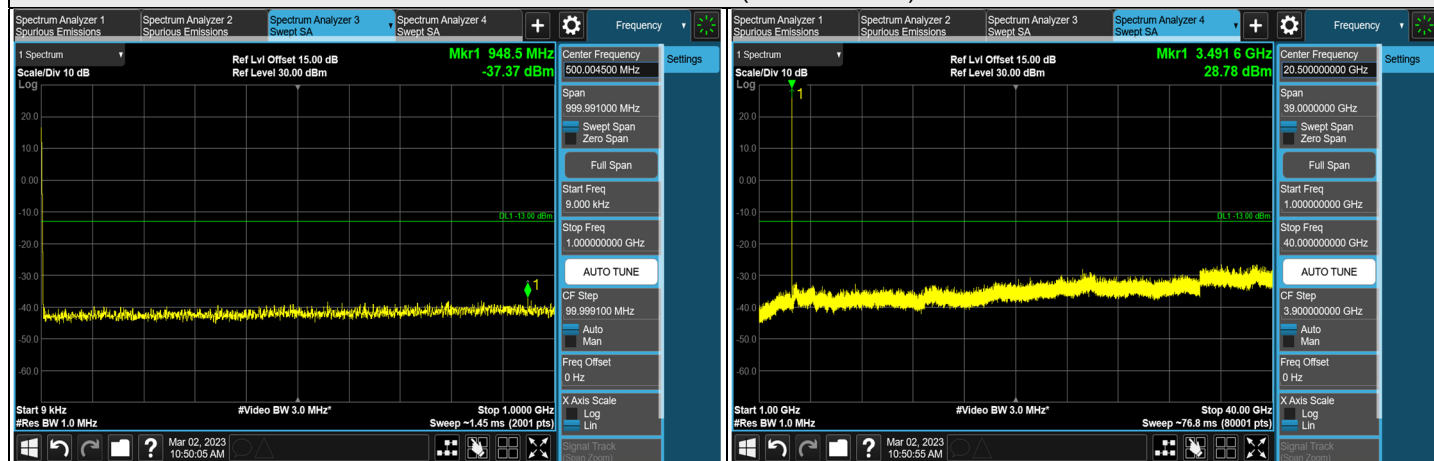 Spectrum Analyzer 1
Spurious Emissions
Spectrum Analyzer 2
Spurious Emissions
Spectrum Analyzer 3
Swept SA
Spectrum Analyzer 4
Swept SA
+
Frequency
1 Spectrum
Ref Lvl Offset 15.00 dB
Mkr1 948.5 MHz
Scale/Div 10 dB
Ref Level 30.00 dBm
-37.37 dBm
Log
20.0
10.0
0.00
-10.0
-20.0
-30.0
-40.0
-50.0
-60.0
DL1 -13.00 dBm
1
Start 9 kHz
#Video BW 3.0 MHz*
Stop 1.0000 GHz
#Res BW 1.0 MHz
Sweep ~1.45 ms (2001 pts)
Center Frequency
500.004500 MHz
Settings
Span
999.991000 MHz
Swept Span
Zero Span
Full Span
Start Freq
9.000 kHz
Stop Freq
1.000000000 GHz
AUTO TUNE
CF Step
99.999100 MHz
Auto
Man
Freq Offset
0 Hz
X Axis Scale
Log
Lin
Signal Track
(Span Zoom)
?
Mar 02, 2023
10:50:05 AM
Spectrum Analyzer 1
Spurious Emissions
Spectrum Analyzer 2
Spurious Emissions
Spectrum Analyzer 3
Swept SA
Spectrum Analyzer 4
Swept SA
+
Frequency
1 Spectrum
Ref Lvl Offset 15.00 dB
Mkr1 3.491 6 GHz
Scale/Div 10 dB
Ref Level 30.00 dBm
28.78 dBm
Log
1
20.0
10.0
0.00
-10.0
-20.0
-30.0
-40.0
-50.0
-60.0
DL1 -13.00 dBm
Start 1.00 GHz
#Video BW 3.0 MHz*
Stop 40.00 GHz
#Res BW 1.0 MHz
Sweep ~76.8 ms (80001 pts)
Center Frequency
20.500000000 GHz
Settings
Span
39.0000000 GHz
Swept Span
Zero Span
Full Span
Start Freq
1.000000000 GHz
Stop Freq
40.000000000 GHz
AUTO TUNE
CF Step
3.900000000 GHz
Auto
Man
Freq Offset
0 Hz
X Axis Scale
Log
Lin
Signal Track
(Span Zoom)
?
Mar 02, 2023
10:50:55 AM